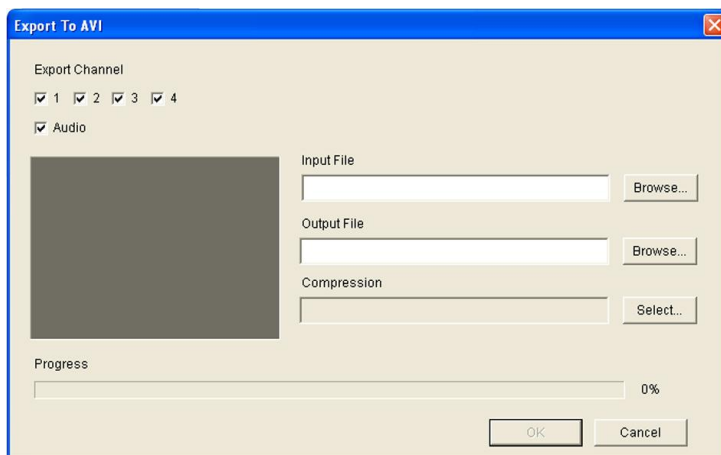 Export To AVI
Export Channel
1 2 3 4
Audio
Input File
Browse...
Output File
Browse...
Compression
Select...
Progress
0%
OK Cancel